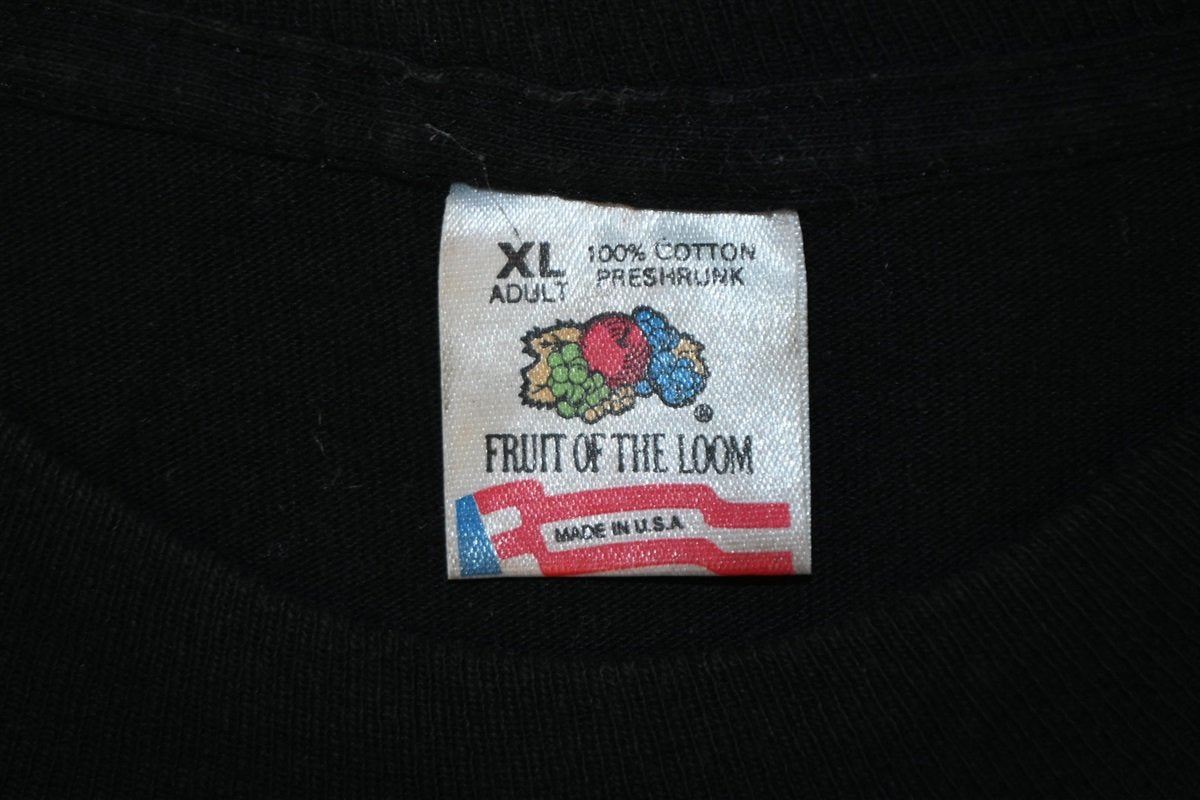 XL 100% COTTON
ADULT PRESHRUNK
®
FRUIT OF THE LOOM
MADE IN U.S.A.